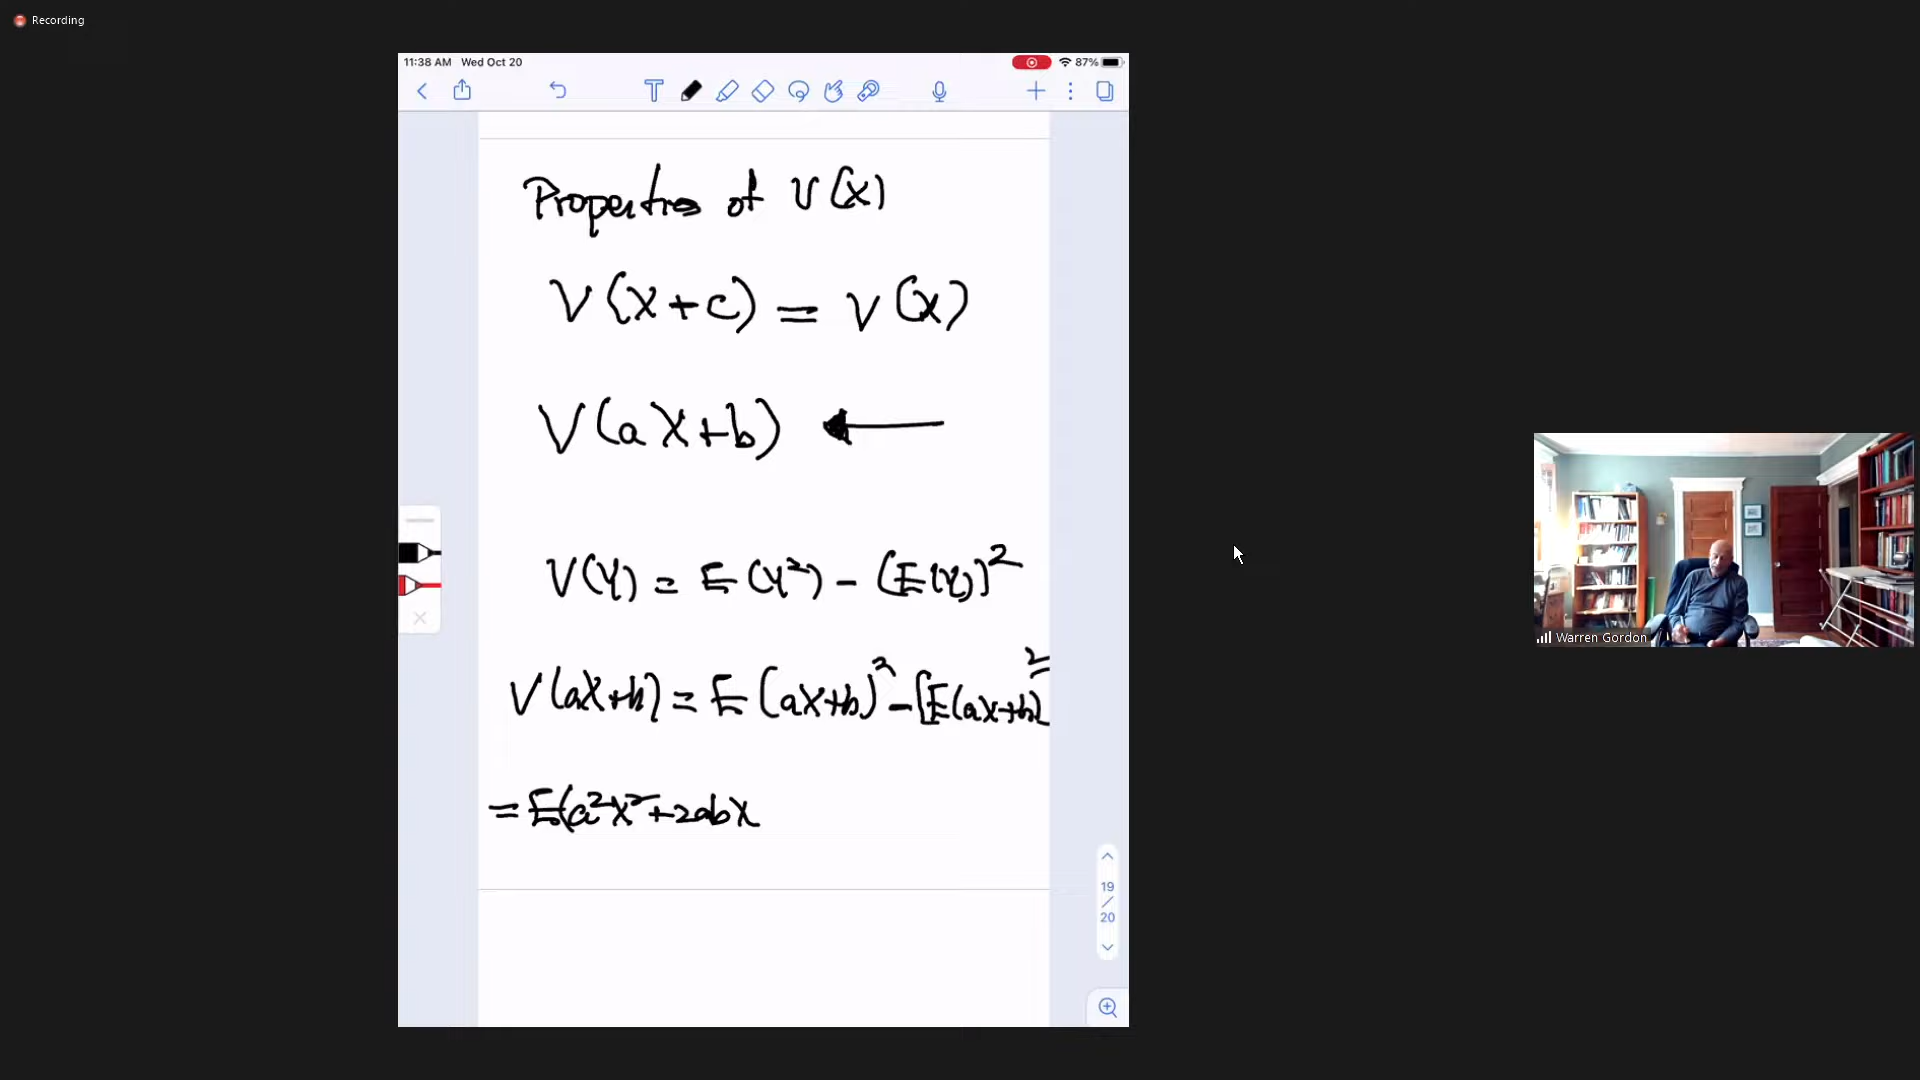 Recording
11:38 AM Wed Oct 20
87%
Properties of V(X)
V(X+c) = V(X)
V(aX+b) ←
V(Y) = E(Y²) - (E(Y))²
V(aX+b) = E(aX+b)² - [E(aX+b)]²
= E(a²X²+2abX
19
/
20
Warren Gordon